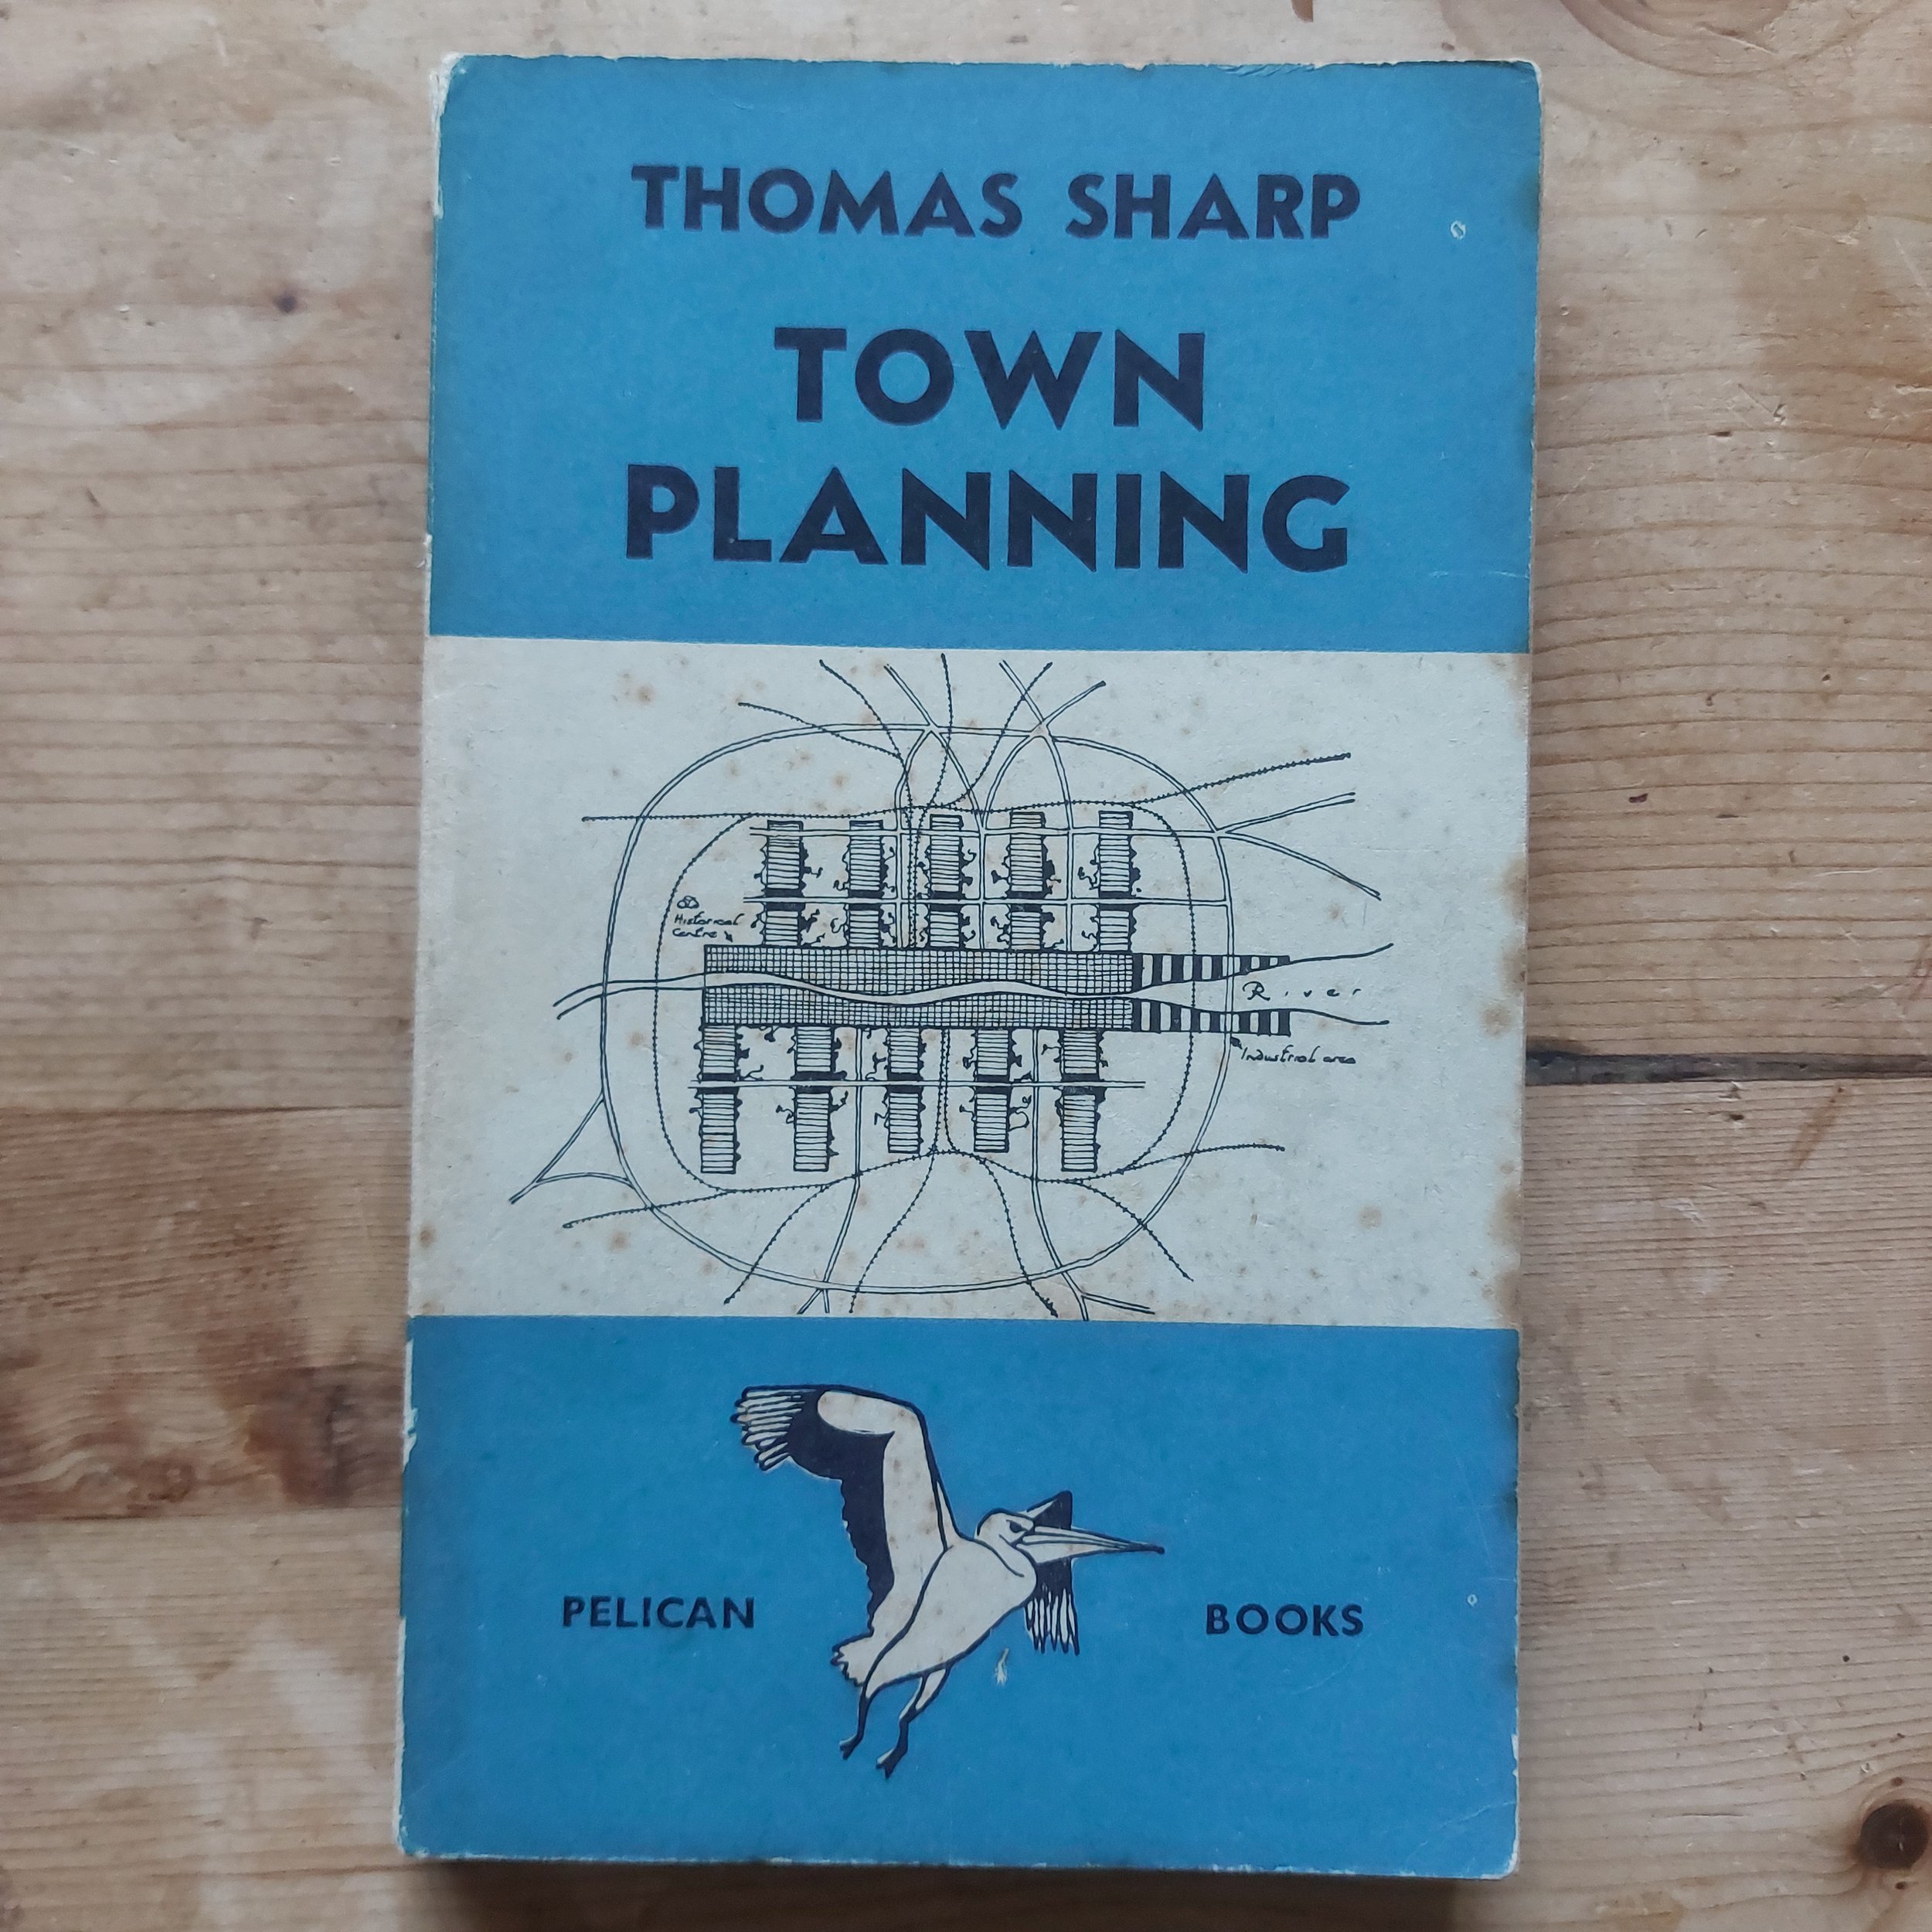 THOMAS SHARP
TOWN
PLANNING
Historical
Centre
River
Industrial area
PELICAN BOOKS